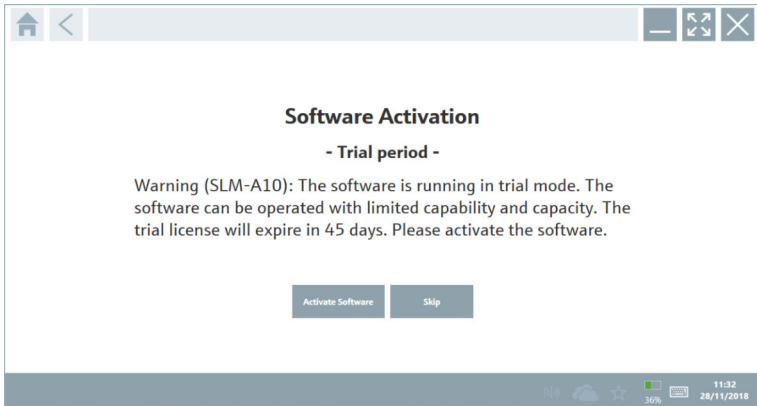 Software Activation
- Trial period -
Warning (SLM-A10): The software is running in trial mode. The
software can be operated with limited capability and capacity. The
trial license will expire in 45 days. Please activate the software.
Activate Software
Skip
36%
11:32
28/11/2018